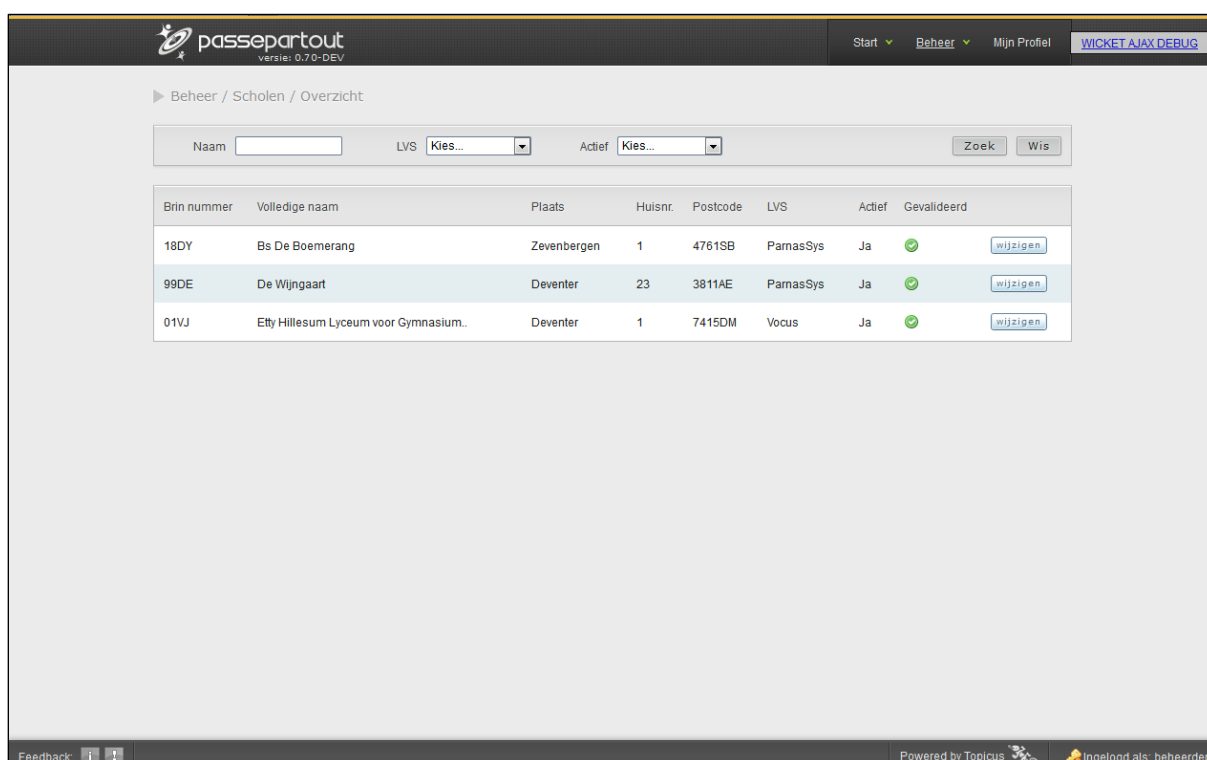 passepartout
versie: 0.70-DEV
Start Beheer Mijn Profiel WICKET AJAX DEBUG
Beheer / Scholen / Overzicht
Naam LVS Kies... Actief Kies... Zoek Wis
Brin nummer Volledige naam Plaats Huisnr. Postcode LVS Actief Gevalideerd
18DY Bs De Boemerang Zevenbergen 1 4761SB ParnasSys Ja wijzigen
99DE De Wijngaart Deventer 23 3811AE ParnasSys Ja wijzigen
01VJ Etty Hillesum Lyceum voor Gymnasium.. Deventer 1 7415DM Vocus Ja wijzigen
Feedback: i ! Powered by Topicus Ingelogd als: beheerder